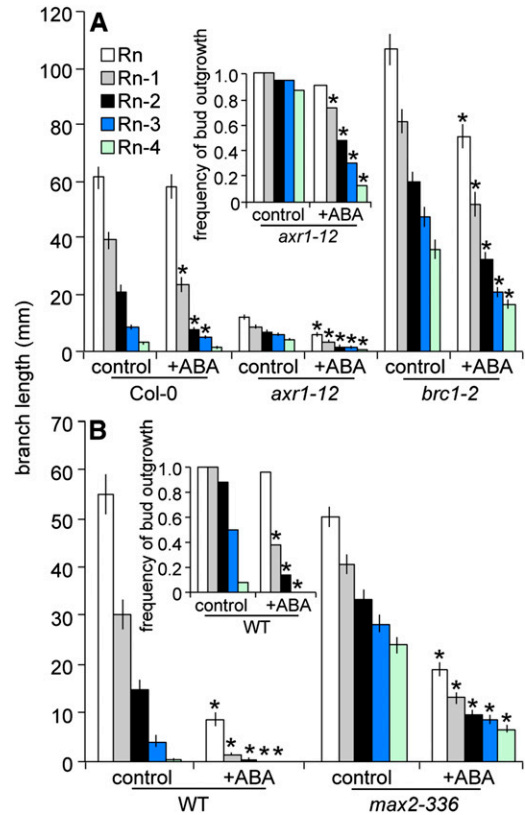 A
120
100
80
60
40
20
0
branch length (mm)
Rn
Rn-1
Rn-2
Rn-3
Rn-4
frequency of bud outgrowth
1.0
0.8
0.6
0.4
0.2
0
* * * *
control +ABA
axr1-12
* * *
* * * * *
* * * * *
control +ABA control +ABA control +ABA
Col-0 axr1-12 brc1-2
B
70
60
50
40
30
20
10
0
frequency of bud outgrowth
1.0
0.8
0.6
0.4
0.2
0
* * *
control +ABA
WT
* * * * *
* * * * *
control +ABA control +ABA
WT max2-336